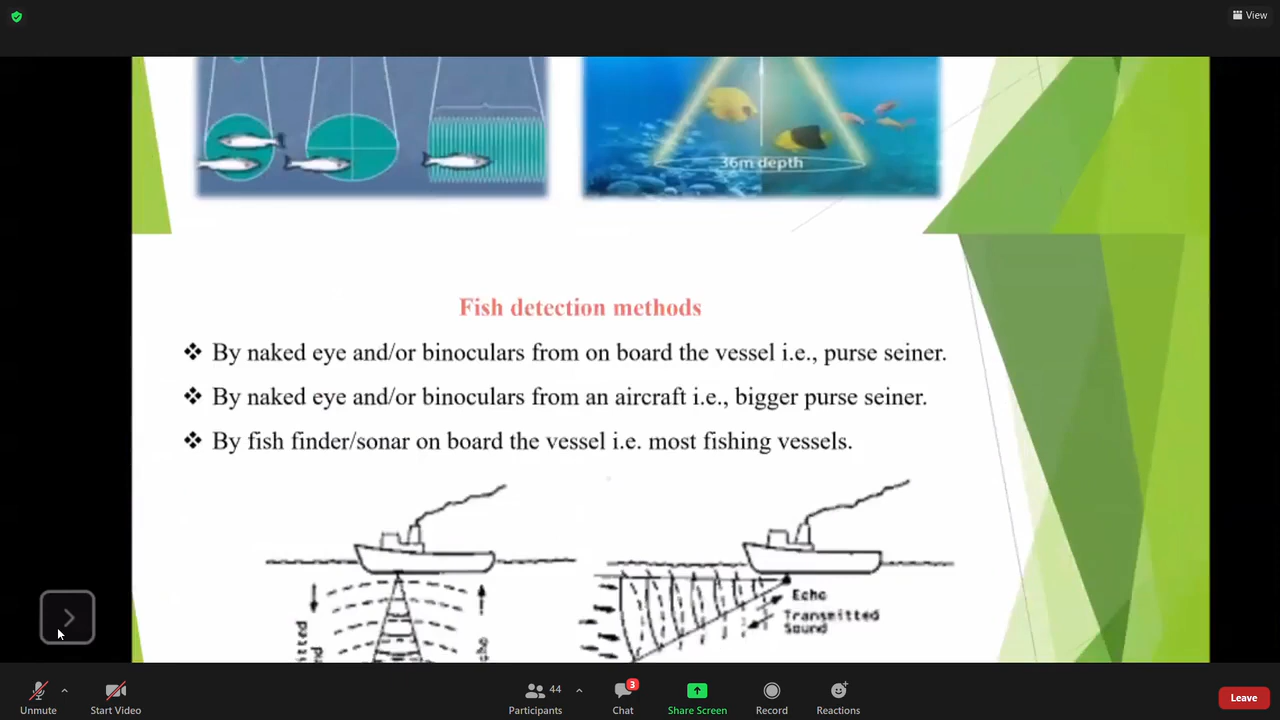 View
36m depth
Fish detection methods
❖ By naked eye and/or binoculars from on board the vessel i.e., purse seiner.
❖ By naked eye and/or binoculars from an aircraft i.e., bigger purse seiner.
❖ By fish finder/sonar on board the vessel i.e. most fishing vessels.
Echo
Transmitted
Sound
Unmute
Start Video
44
Participants
3
Chat
Share Screen
Record
Reactions
Leave